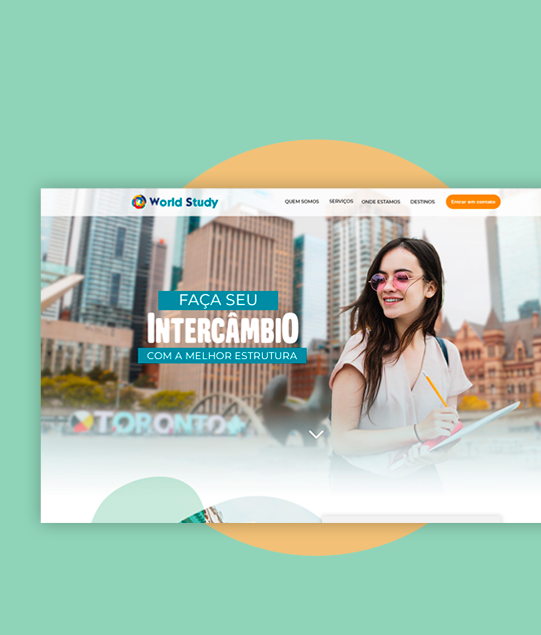 World Study
QUEM SOMOS
SERVIÇOS
ONDE ESTAMOS
DESTINOS
Entrar em contato
FAÇA SEU
INTERCÂMBIO
COM A MELHOR ESTRUTURA
TORONTO